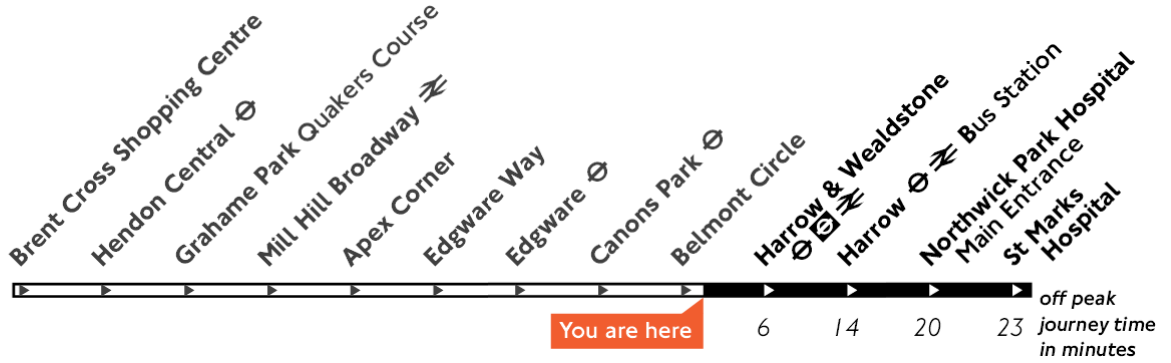 Brent Cross Shopping Centre
Hendon Central
Grahame Park Quakers Course
Mill Hill Broadway
Apex Corner
Edgware Way
Edgware
Canons Park
Belmont Circle
Harrow & Wealdstone
Harrow Bus Station
Northwick Park Hospital
Main Entrance
St Marks
Hospital
You are here
6 14 20 23
off peak
journey time
in minutes